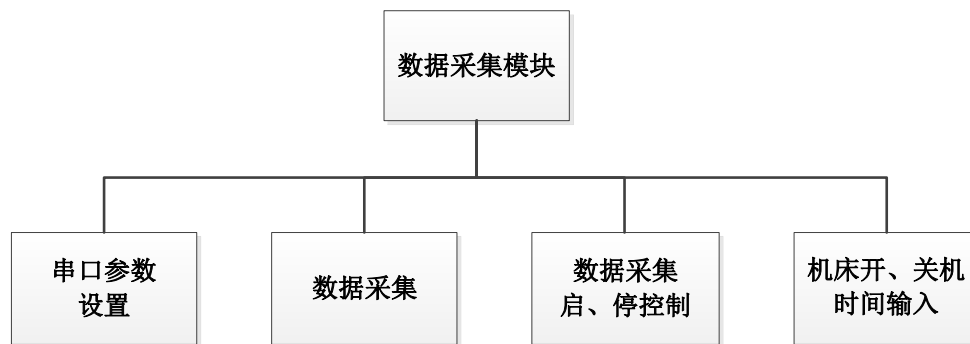 数据采集模块
串口参数
设置
数据采集
数据采集
启、停控制
机床开、关机
时间输入